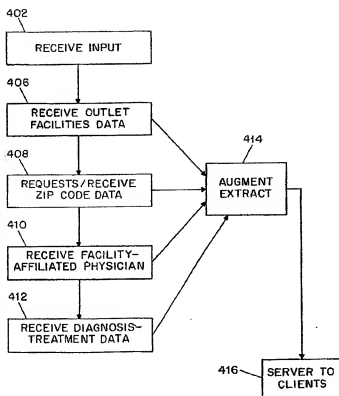 402
RECEIVE INPUT
406
RECEIVE OUTLET
FACILITIES DATA
408
REQUESTS/RECEIVE
ZIP CODE DATA
410
RECEIVE FACILITY-
AFFILIATED PHYSICIAN
412
RECEIVE DIAGNOSIS-
TREATMENT DATA
414
AUGMENT
EXTRACT
416
SERVER TO
CLIENTS